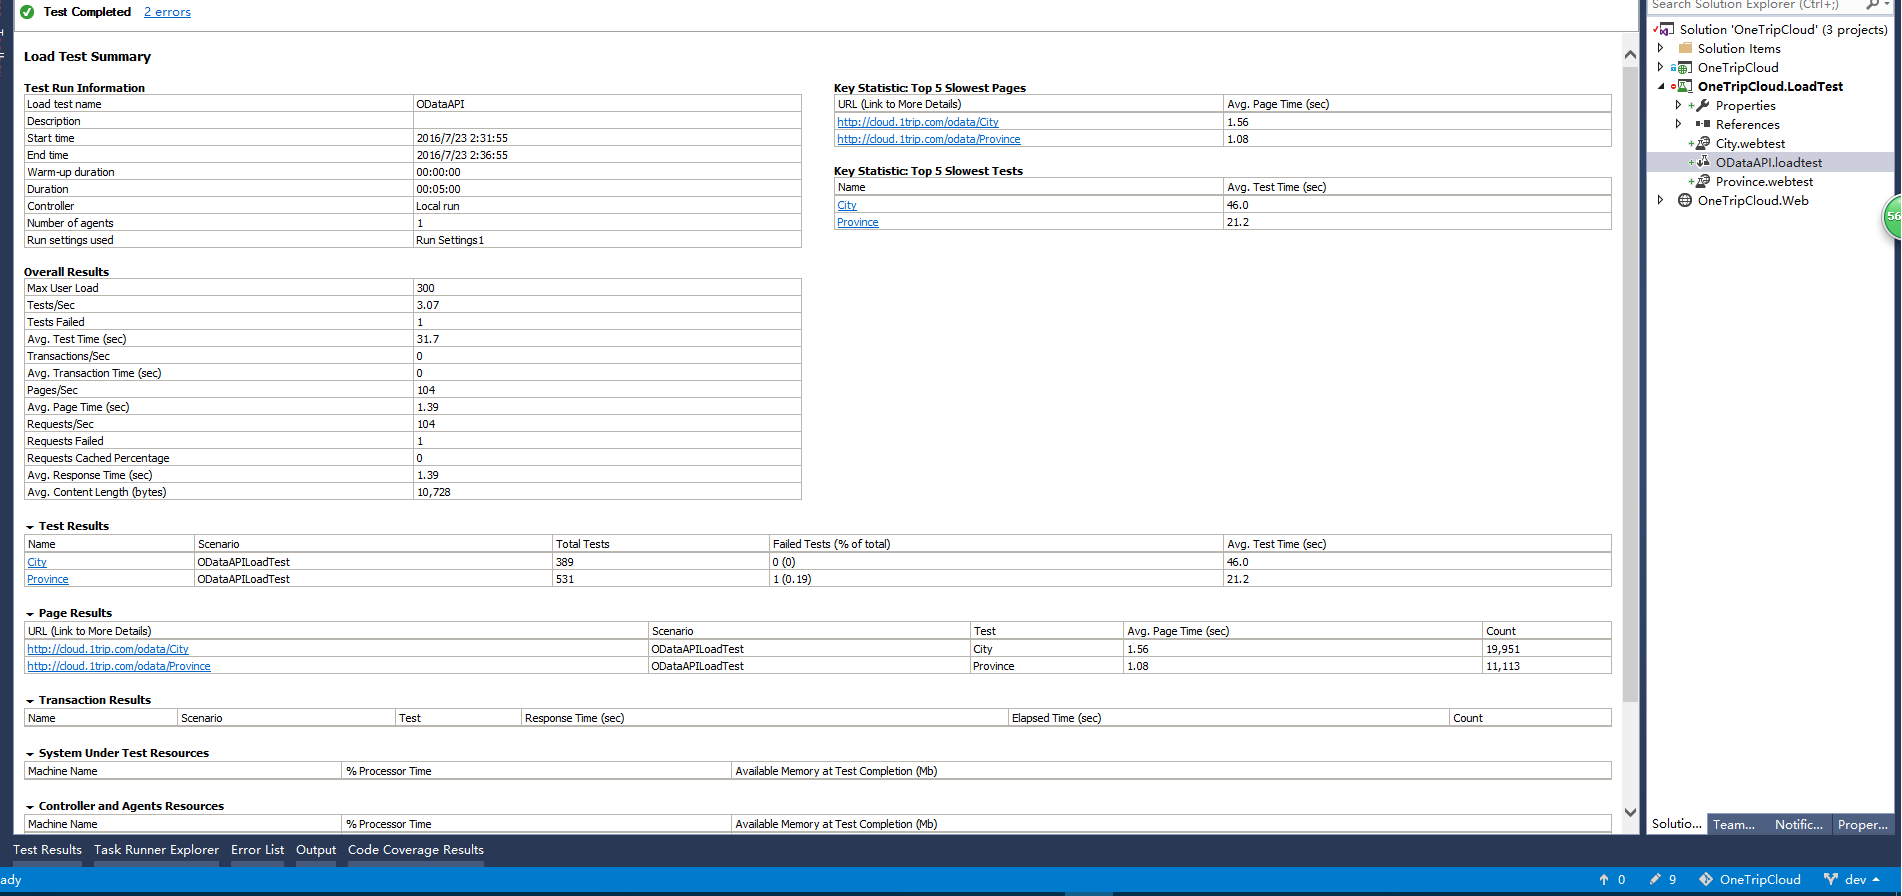 Test Completed 2 errors
Load Test Summary
Test Run Information
Load test name ODataAPI
Description
Start time 2016/7/23 2:31:55
End time 2016/7/23 2:36:55
Warm-up duration 00:00:00
Duration 00:05:00
Controller Local run
Number of agents 1
Run settings used Run Settings1
Key Statistic: Top 5 Slowest Pages
URL (Link to More Details) Avg. Page Time (sec)
http://cloud.1trip.com/odata/City 1.56
http://cloud.1trip.com/odata/Province 1.08
Key Statistic: Top 5 Slowest Tests
Name Avg. Test Time (sec)
City 46.0
Province 21.2
Overall Results
Max User Load 300
Tests/Sec 3.07
Tests Failed 1
Avg. Test Time (sec) 31.7
Transactions/Sec 0
Avg. Transaction Time (sec) 0
Pages/Sec 104
Avg. Page Time (sec) 1.39
Requests/Sec 104
Requests Failed 1
Requests Cached Percentage 0
Avg. Response Time (sec) 1.39
Avg. Content Length (bytes) 10,728
Test Results
Name Scenario Total Tests Failed Tests (% of total) Avg. Test Time (sec)
City ODataAPILoadTest 389 0 (0) 46.0
Province ODataAPILoadTest 531 1 (0.19) 21.2
Page Results
URL (Link to More Details) Scenario Test Avg. Page Time (sec) Count
http://cloud.1trip.com/odata/City ODataAPILoadTest City 1.56 19,951
http://cloud.1trip.com/odata/Province ODataAPILoadTest Province 1.08 11,113
Transaction Results
Name Scenario Test Response Time (sec) Elapsed Time (sec) Count
System Under Test Resources
Machine Name % Processor Time Available Memory at Test Completion (Mb)
Controller and Agents Resources
Machine Name % Processor Time Available Memory at Test Completion (Mb)
Search Solution Explorer (Ctrl+;)
Solution 'OneTripCloud' (3 projects)
Solution Items
OneTripCloud
OneTripCloud.LoadTest
Properties
References
City.webtest
ODataAPI.loadtest
Province.webtest
OneTripCloud.Web
56
Solutio... Team... Notific... Proper...
Test Results Task Runner Explorer Error List Output Code Coverage Results
ady 0 9 OneTripCloud dev